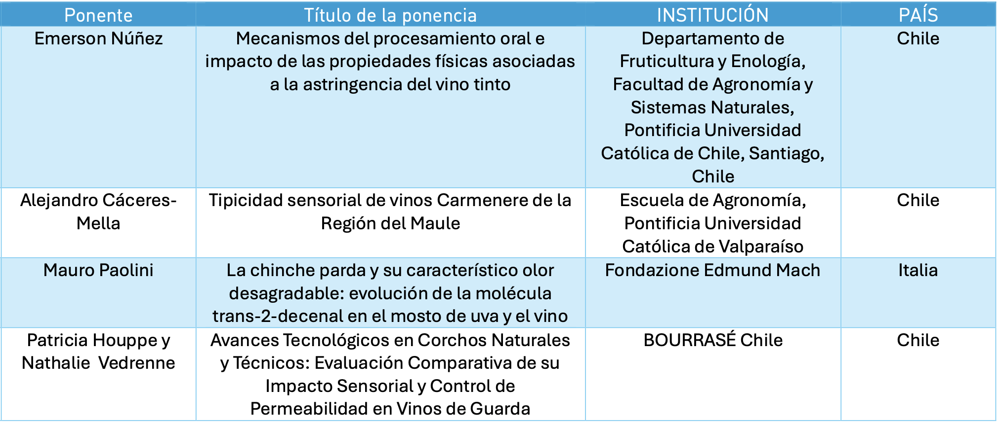 Ponente
Título de la ponencia
INSTITUCIÓN
PAÍS
Emerson Núñez
Mecanismos del procesamiento oral e
impacto de las propiedades físicas asociadas
a la astringencia del vino tinto
Departamento de
Fruticultura y Enología,
Facultad de Agronomía y
Sistemas Naturales,
Pontificia Universidad
Católica de Chile, Santiago,
Chile
Chile
Alejandro Cáceres-
Mella
Tipicidad sensorial de vinos Carmenere de la
Región del Maule
Escuela de Agronomía,
Pontificia Universidad
Católica de Valparaíso
Chile
Mauro Paolini
La chinche parda y su característico olor
desagradable: evolución de la molécula
trans-2-decenal en el mosto de uva y el vino
Fondazione Edmund Mach
Italia
Patricia Houppe y
Nathalie  Vedrenne
Avances Tecnológicos en Corchos Naturales
y Técnicos: Evaluación Comparativa de su
Impacto Sensorial y Control de
Permeabilidad en Vinos de Guarda
BOURRASÉ Chile
Chile